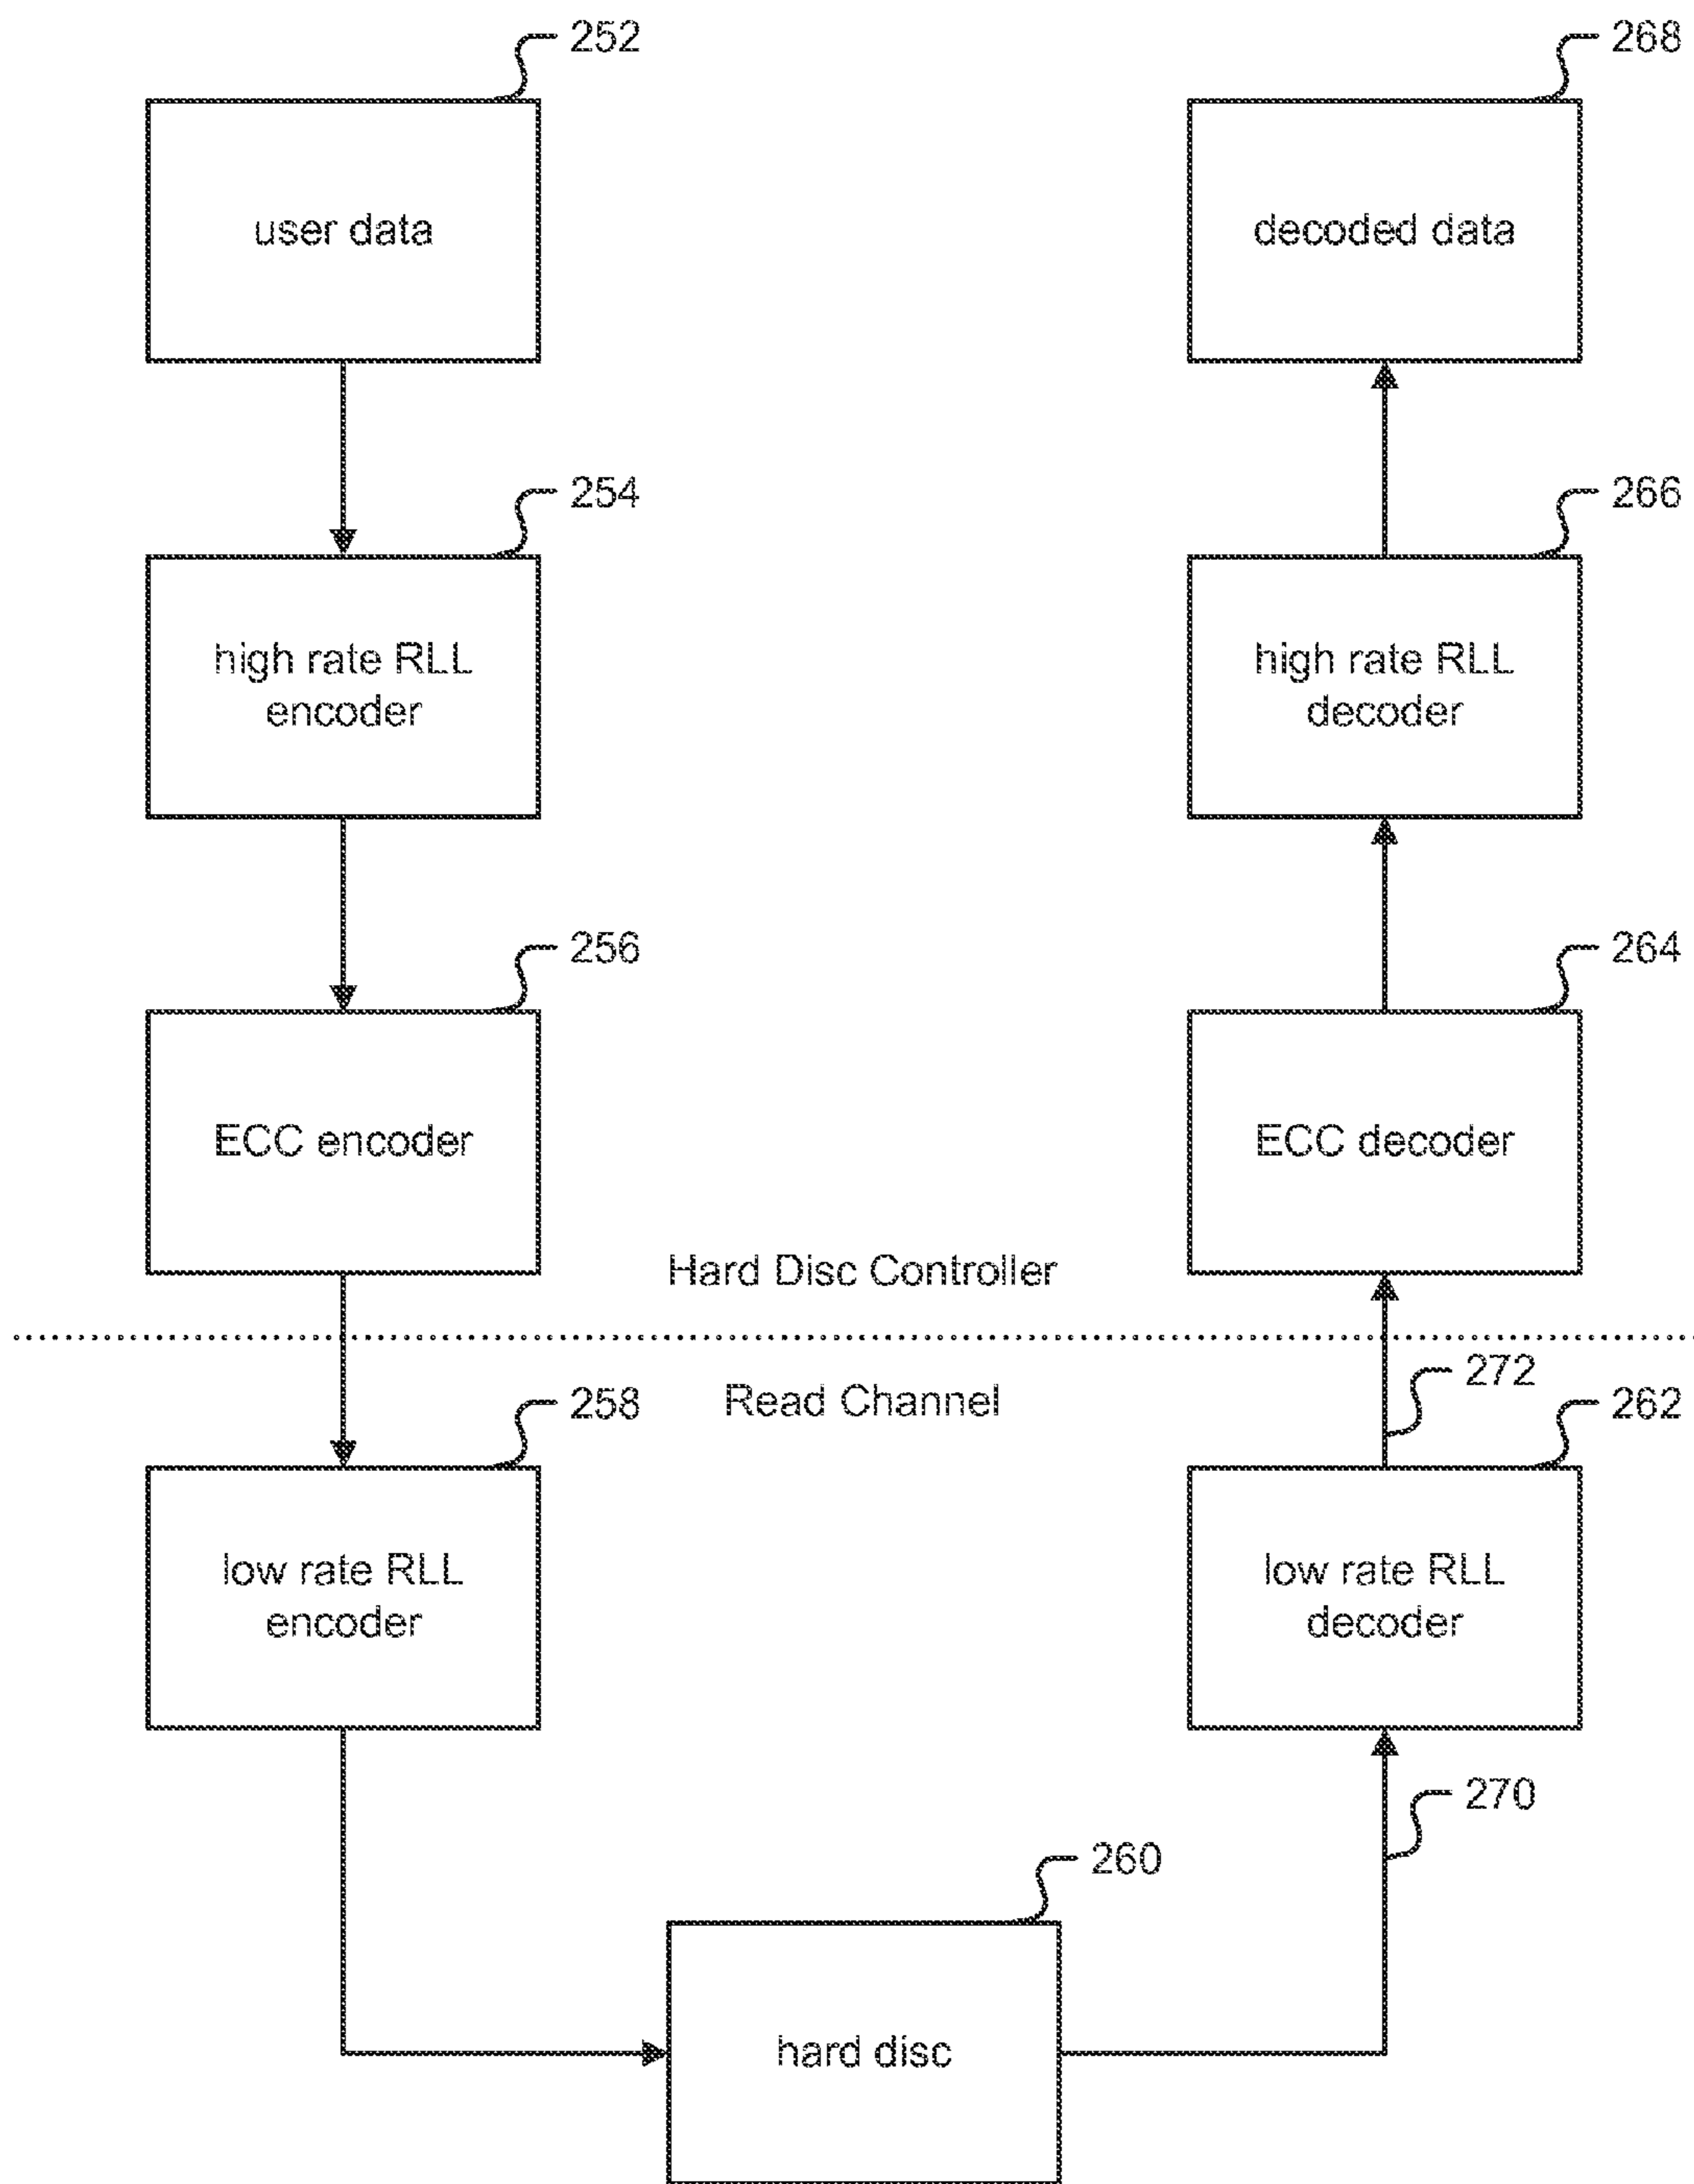 252
268
user data
decoded data
254
266
high rate RLL
encoder
high rate RLL
decoder
256
264
ECC encoder
ECC decoder
Hard Disc Controller
Read Channel
272
258
262
low rate RLL
encoder
low rate RLL
decoder
270
260
hard disc